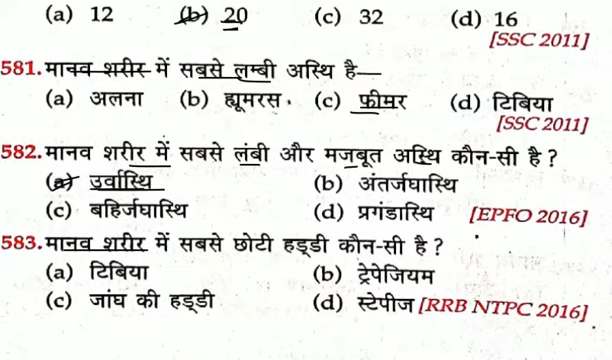 (a) 12 (b) 20 (c) 32 (d) 16
[SSC 2011]
581. मानव शरीर में सबसे लम्बी अस्थि है—
(a) अलना (b) ह्यूमरस (c) फीमर (d) टिबिया
[SSC 2011]
582. मानव शरीर में सबसे लंबी और मजबूत अस्थि कौन-सी है ?
(a) उर्वास्थि (b) अंतर्जघास्थि
(c) बहिर्जघास्थि (d) प्रगंडास्थि [EPFO 2016]
583. मानव शरीर में सबसे छोटी हड्डी कौन-सी है ?
(a) टिबिया (b) ट्रेपेजियम
(c) जांघ की हड्डी (d) स्टेपीज [RRB NTPC 2016]